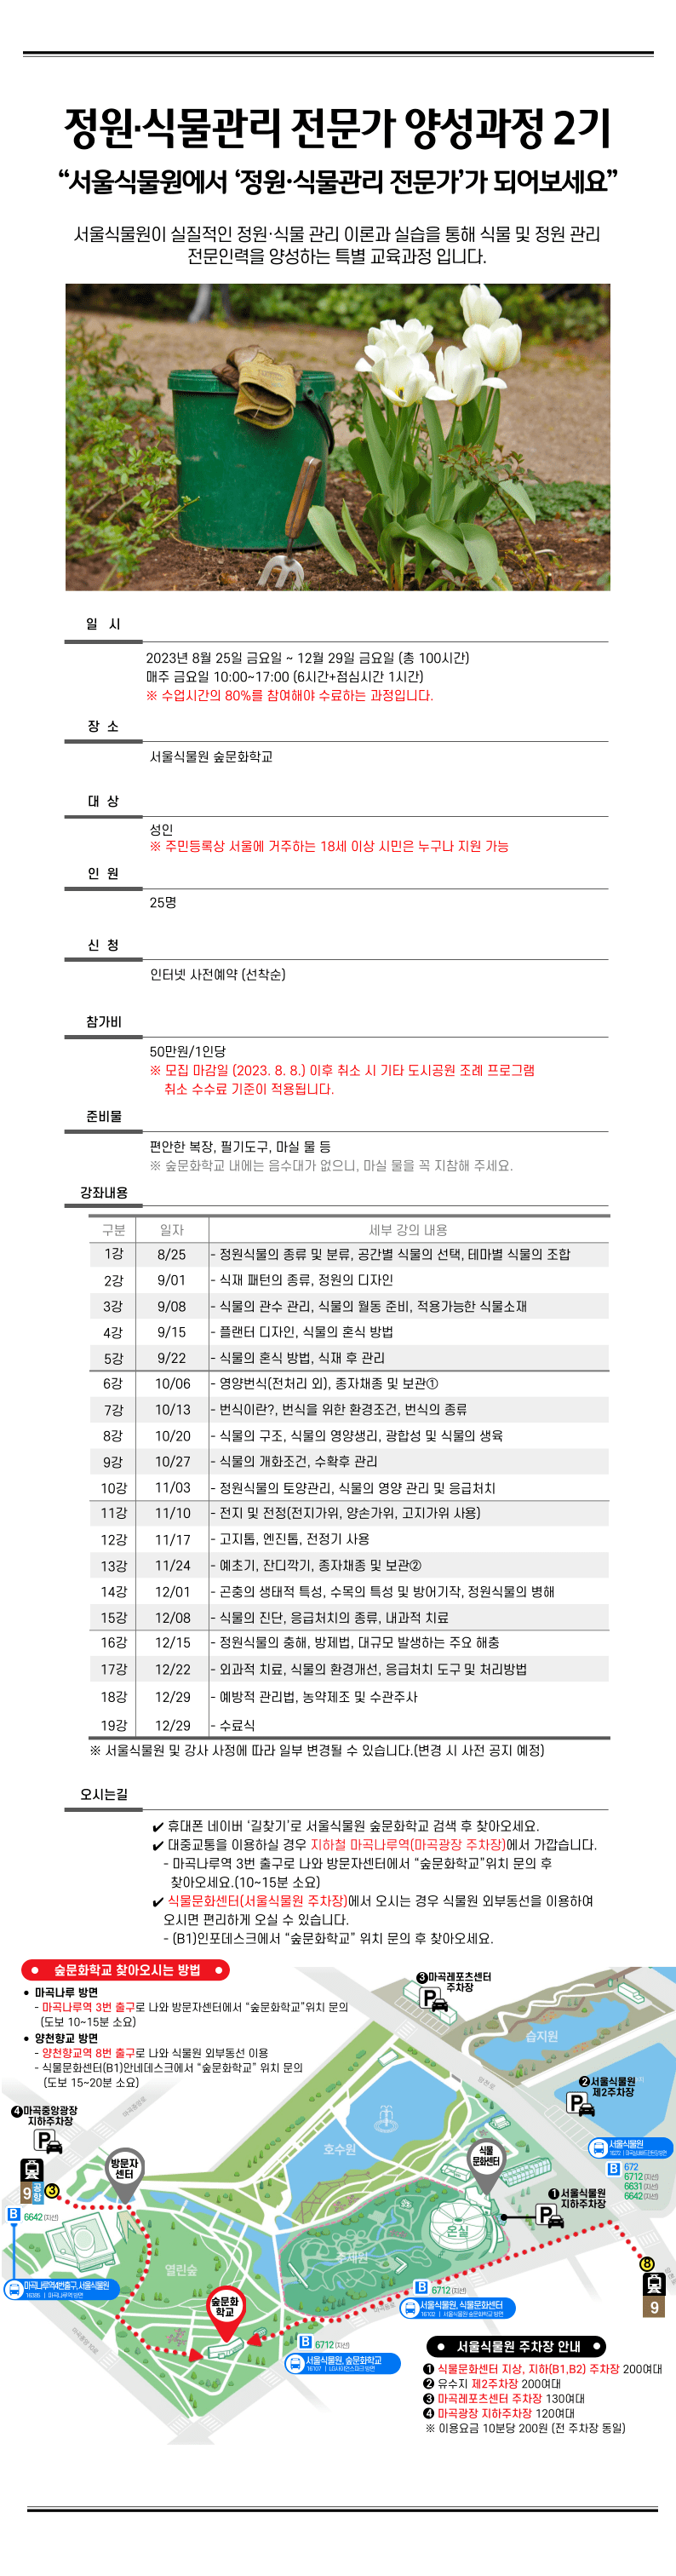 정원·식물관리 전문가 양성과정 2기
“서울식물원에서 ‘정원·식물관리 전문가’가 되어보세요”
서울식물원이 실질적인 정원·식물 관리 이론과 실습을 통해 식물 및 정원 관리
전문인력을 양성하는 특별 교육과정 입니다.
일 시
2023년 8월 25일 금요일 ~ 12월 29일 금요일 (총 100시간)
매주 금요일 10:00~17:00 (6시간+점심시간 1시간)
※ 수업시간의 80%를 참여해야 수료하는 과정입니다.
장 소
서울식물원 숲문화학교
대 상
성인
※ 주민등록상 서울에 거주하는 18세 이상 시민은 누구나 지원 가능
인 원
25명
신 청
인터넷 사전예약 (선착순)
참가비
50만원/1인당
※ 모집 마감일 (2023. 8. 8.) 이후 취소 시 기타 도시공원 조례 프로그램
취소 수수료 기준이 적용됩니다.
준비물
편안한 복장, 필기도구, 마실 물 등
※ 숲문화학교 내에는 음수대가 없으니, 마실 물을 꼭 지참해 주세요.
강좌내용
구분 일자 세부 강의 내용
1강 8/25 - 정원식물의 종류 및 분류, 공간별 식물의 선택, 테마별 식물의 조합
2강 9/01 - 식재 패턴의 종류, 정원의 디자인
3강 9/08 - 식물의 관수 관리, 식물의 월동 준비, 적용가능한 식물소재
4강 9/15 - 플랜터 디자인, 식물의 혼식 방법
5강 9/22 - 식물의 혼식 방법, 식재 후 관리
6강 10/06 - 영양번식(전처리 외), 종자채종 및 보관①
7강 10/13 - 번식이란?, 번식을 위한 환경조건, 번식의 종류
8강 10/20 - 식물의 구조, 식물의 영양생리, 광합성 및 식물의 생육
9강 10/27 - 식물의 개화조건, 수확후 관리
10강 11/03 - 정원식물의 토양관리, 식물의 영양 관리 및 응급처치
11강 11/10 - 전지 및 전정(전지가위, 양손가위, 고지가위 사용)
12강 11/17 - 고지톱, 엔진톱, 전정기 사용
13강 11/24 - 예초기, 잔디깍기, 종자채종 및 보관②
14강 12/01 - 곤충의 생태적 특성, 수목의 특성 및 방어기작, 정원식물의 병해
15강 12/08 - 식물의 진단, 응급처치의 종류, 내과적 치료
16강 12/15 - 정원식물의 충해, 방제법, 대규모 발생하는 주요 해충
17강 12/22 - 외과적 치료, 식물의 환경개선, 응급처치 도구 및 처리방법
18강 12/29 - 예방적 관리법, 농약제조 및 수관주사
19강 12/29 - 수료식
※ 서울식물원 및 강사 사정에 따라 일부 변경될 수 있습니다.(변경 시 사전 공지 예정)
오시는길
✔ 휴대폰 네이버 ‘길찾기’로 서울식물원 숲문화학교 검색 후 찾아오세요.
✔ 대중교통을 이용하실 경우 지하철 마곡나루역(마곡광장 주차장)에서 가깝습니다.
- 마곡나루역 3번 출구로 나와 방문자센터에서 “숲문화학교”위치 문의 후
찾아오세요.(10~15분 소요)
✔ 식물문화센터(서울식물원 주차장)에서 오시는 경우 식물원 외부동선을 이용하여
오시면 편리하게 오실 수 있습니다.
- (B1)인포데스크에서 “숲문화학교” 위치 문의 후 찾아오세요.
숲문화학교 찾아오시는 방법
• 마곡나루 방면
- 마곡나루역 3번 출구로 나와 방문자센터에서 “숲문화학교”위치 문의
(도보 10~15분 소요)
• 양천향교 방면
- 양천향교역 8번 출구로 나와 식물원 외부동선 이용
- 식물문화센터(B1)안네데스크에서 “숲문화학교” 위치 문의
(도보 15~20분 소요)
❸마곡레포츠센터
주차장
P
습지원
❷서울식물원
제2주차장
P
❹마곡중앙광장
지하주차장
P
호수원
방문자
센터
식물
문화센터
서울식물원
B 672
6712 (지선)
6631 (지선)
6642 (지선)
❶서울식물원
지하주차장
P
9 공항 3
B 6642 (지선)
온실
주제원
열린숲
8
9
마곡나루역4번출구,서울식물원
숲문화
학교
B 6712 (지선)
서울식물원, 식물문화센터
B 6712 (지선)
서울식물원, 숲문화학교
서울식물원 주차장 안내
❶ 식물문화센터 지상, 지하(B1,B2) 주차장 200여대
❷ 유수지 제2주차장 200여대
❸ 마곡레포츠센터 주차장 130여대
❹ 마곡광장 지하주차장 120여대
※ 이용요금 10분당 200원 (전 주차장 동일)